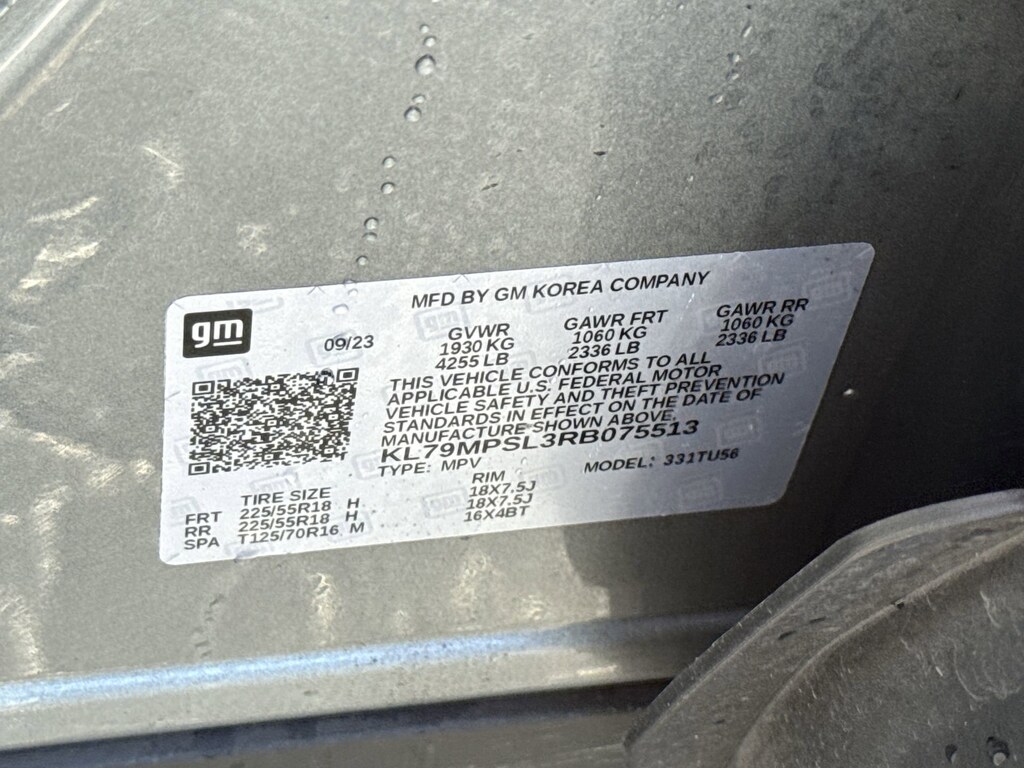 MFD BY GM KOREA COMPANY
gm
09/23
GVWR GAWR FRT GAWR RR
1930 KG 1060 KG 1060 KG
4255 LB 2336 LB 2336 LB
THIS VEHICLE CONFORMS TO ALL
APPLICABLE U.S. FEDERAL MOTOR
VEHICLE SAFETY AND THEFT PREVENTION
STANDARDS IN EFFECT ON THE DATE OF
MANUFACTURE SHOWN ABOVE.
KL79MPSL3RB075513
TYPE: MPV MODEL: 331TU56
TIRE SIZE RIM
FRT 225/55R18 H 18X7.5J
RR 225/55R18 H 18X7.5J
SPA T125/70R16 M 16X4BT